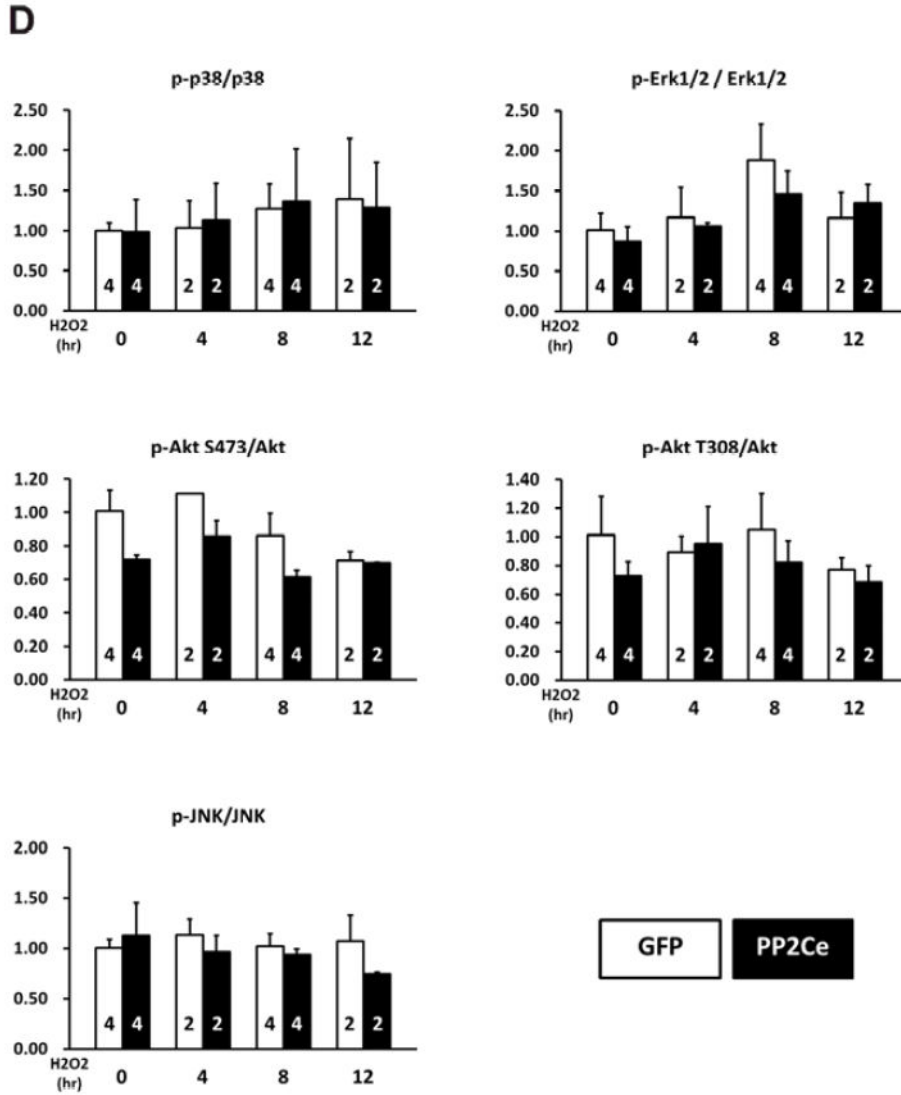 D
p-p38/p38
2.50
2.00
1.50
1.00
0.50
0.00
4 4 2 2 4 4 2 2
H2O2
(hr)
0 4 8 12
p-Erk1/2 / Erk1/2
2.50
2.00
1.50
1.00
0.50
0.00
4 4 2 2 4 4 2 2
H2O2
(hr)
0 4 8 12
p-Akt S473/Akt
1.20
1.00
0.80
0.60
0.40
0.20
0.00
4 4 2 2 4 4 2 2
H2O2
(hr)
0 4 8 12
p-Akt T308/Akt
1.40
1.20
1.00
0.80
0.60
0.40
0.20
0.00
4 4 2 2 4 4 2 2
H2O2
(hr)
0 4 8 12
p-JNK/JNK
2.00
1.50
1.00
0.50
0.00
4 4 2 2 4 4 2 2
H2O2
(hr)
0 4 8 12
GFP PP2Ce